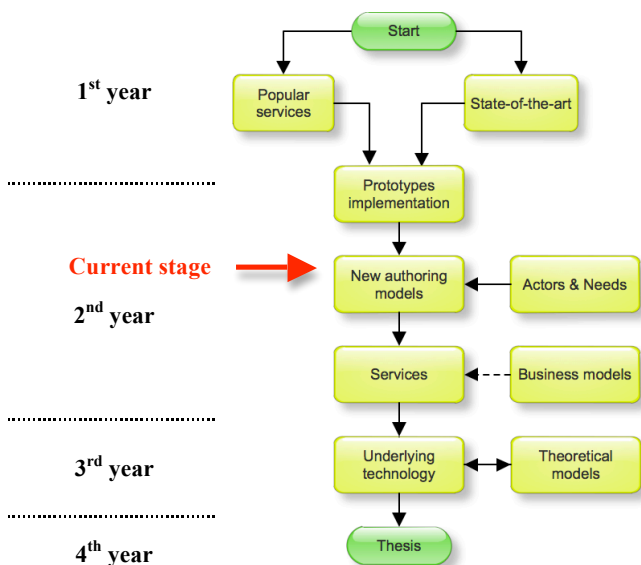 Start
1st year
Popular
services
State-of-the-art
Prototypes
implementation
Current stage
New authoring
models
Actors & Needs
2nd year
Services
Business models
3rd year
Underlying
technology
Theoretical
models
4th year
Thesis